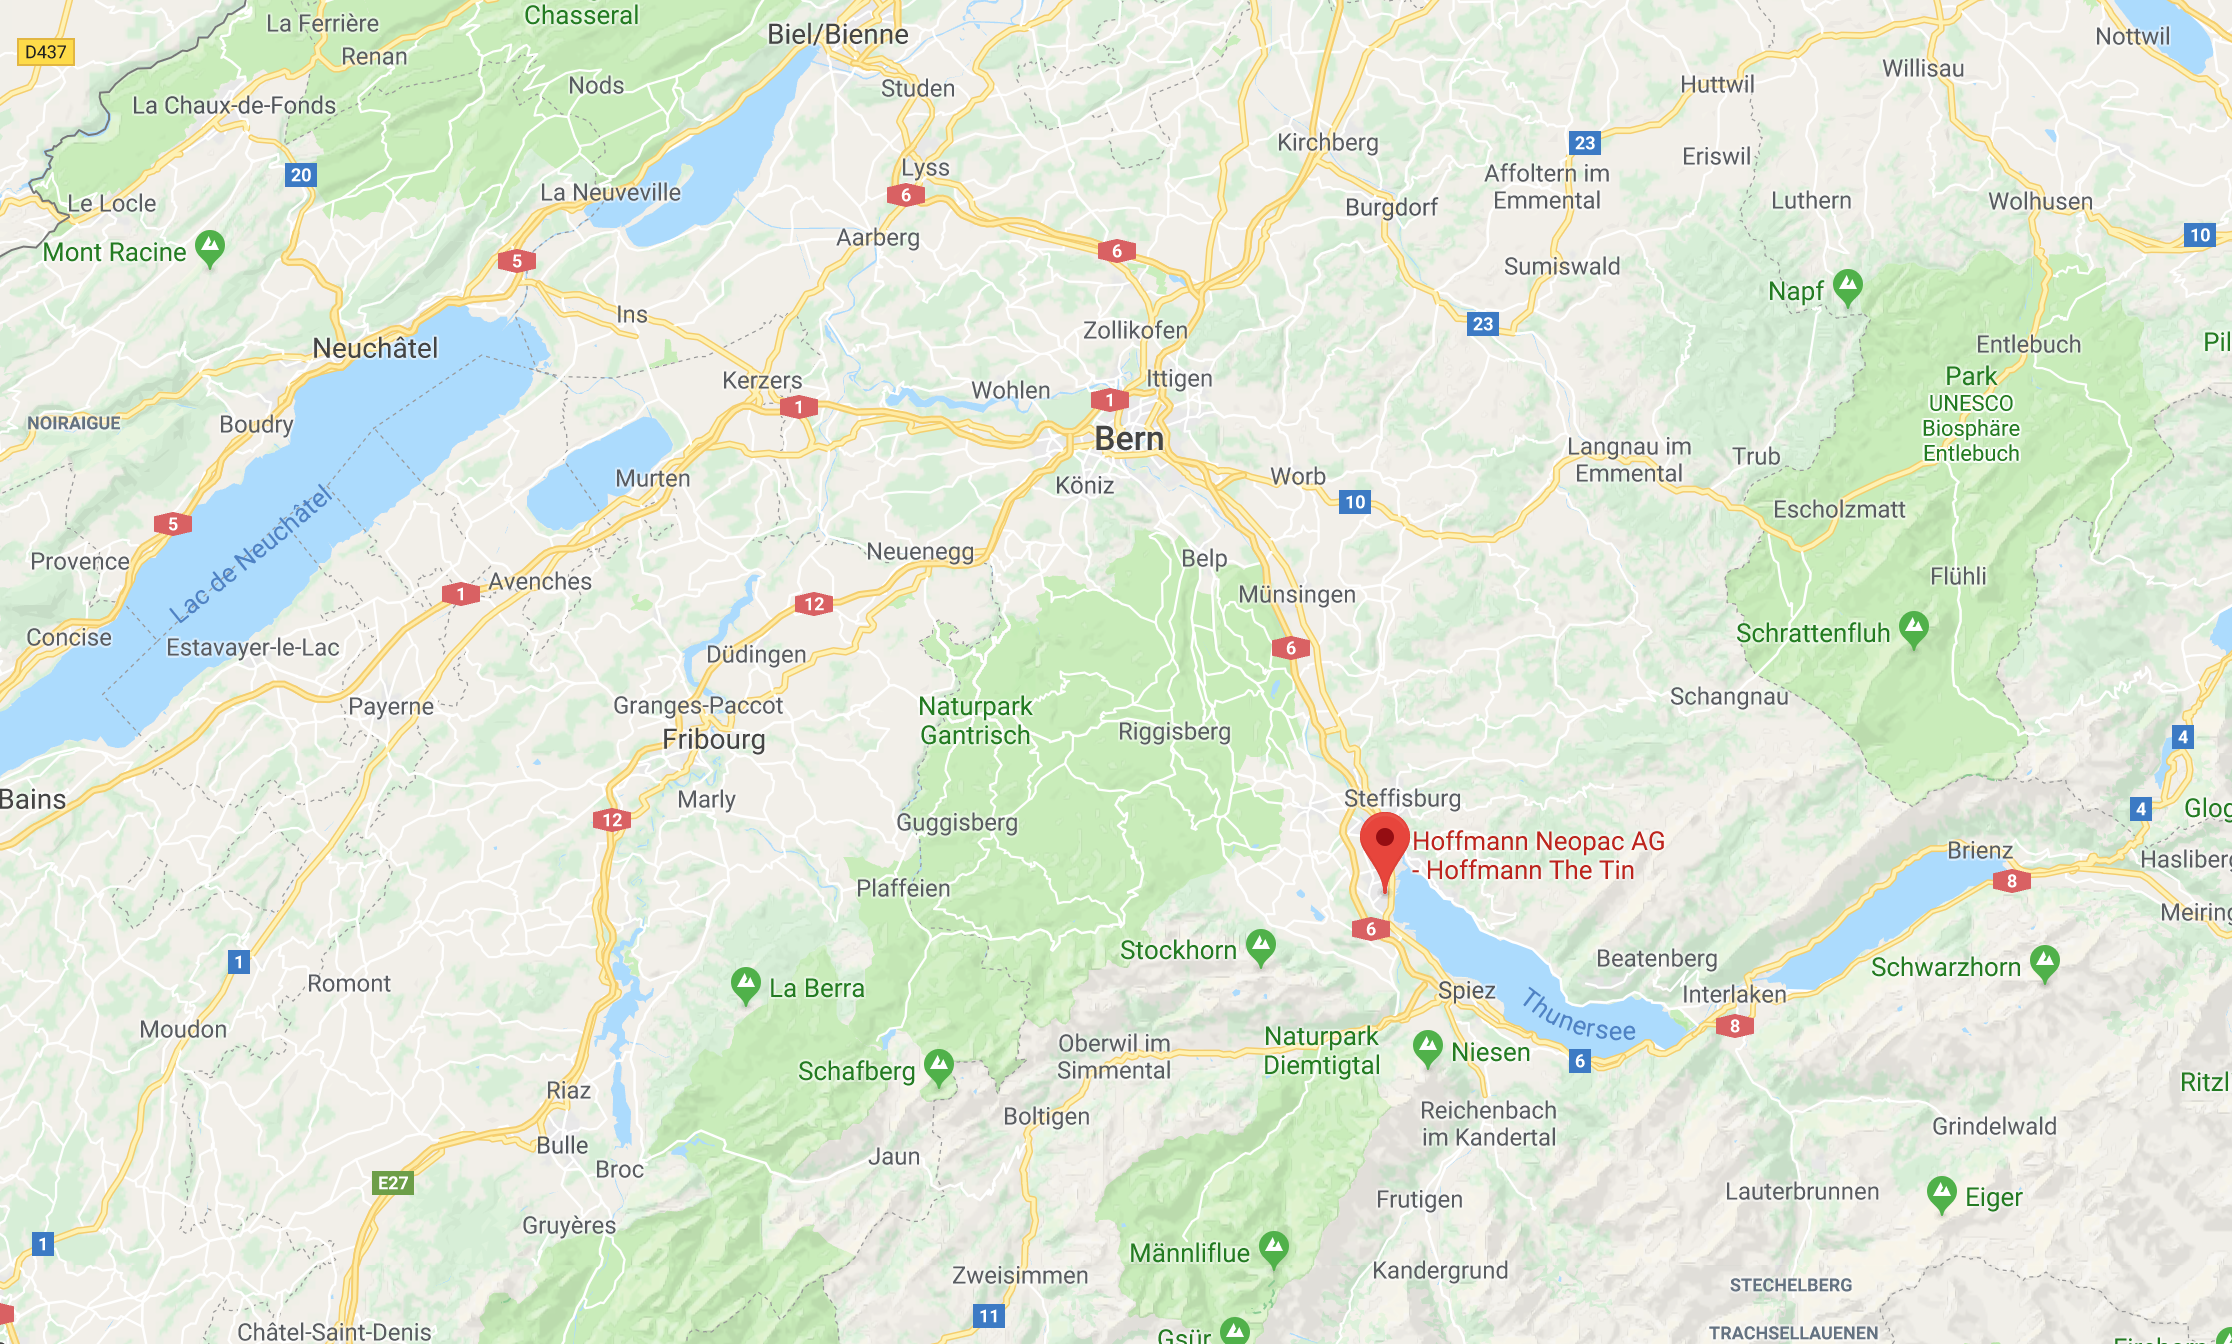 Chasseral
La Ferrière
Biel/Bienne
Nottwil
D437
Renan
Willisau
Nods
Studen
Huttwil
La Chaux-de-Fonds
Kirchberg
23
Eriswil
20
Lyss
Affoltern im
Emmental
6
La Neuveville
Le Locle
Burgdorf
Luthern
Wolhusen
Mont Racine
Aarberg
10
5
6
Sumiswald
Napf
Ins
Zollikofen
23
Neuchâtel
Entlebuch
Pil
Kerzers
Ittigen
Park
UNESCO
Biosphäre
Entlebuch
Wohlen
1
1
NOIRAIGUE
Boudry
Bern
Langnau im
Emmental
Trub
Murten
Köniz
Worb
10
Escholzmatt
5
Lac de Neuchâtel
Provence
Neuenegg
Belp
Flühli
Avenches
1
12
Münsingen
Concise
Estavayer-le-Lac
Düdingen
6
Schrattenfluh
Payerne
Granges-Paccot
Fribourg
Naturpark
Gantrisch
Riggisberg
Schangnau
4
Bains
Marly
12
Guggisberg
Steffisburg
4
Glog
Hoffmann Neopac AG
- Hoffmann The Tin
Brienz
Hasliberg
8
Plaffeien
6
Meiring
1
Romont
La Berra
Stockhorn
Beatenberg
Schwarzhorn
Spiez
Interlaken
Thunersee
8
Moudon
Schafberg
Oberwil im
Simmental
Naturpark
Diemtigtal
Niesen
6
Ritzl
Riaz
Boltigen
Reichenbach
im Kandertal
Grindelwald
Bulle
Broc
Jaun
E27
Frutigen
Lauterbrunnen
Eiger
Gruyères
1
Männliflue
Zweisimmen
Kandergrund
STECHELBERG
11
Châtel-Saint-Denis
Gsür
TRACHSELLAUENEN